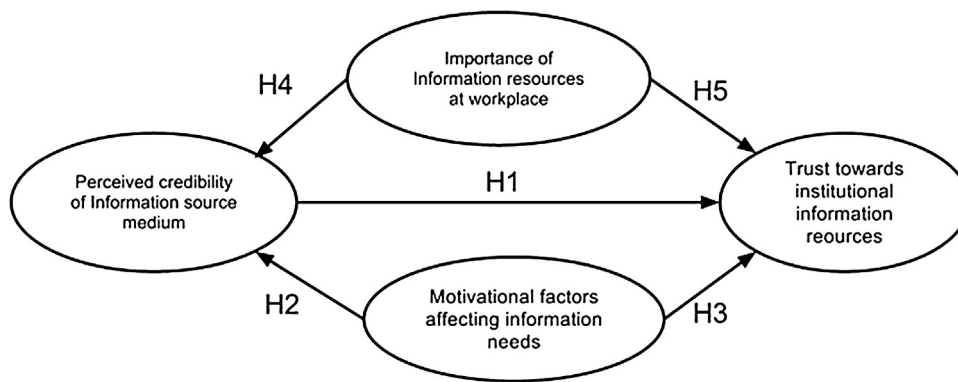 Importance of
Information resources
at workplace
H4
H5
Perceived credibility
of Information source
medium
H1
Trust towards
institutional
information
reources
H2
Motivational factors
affecting information
needs
H3